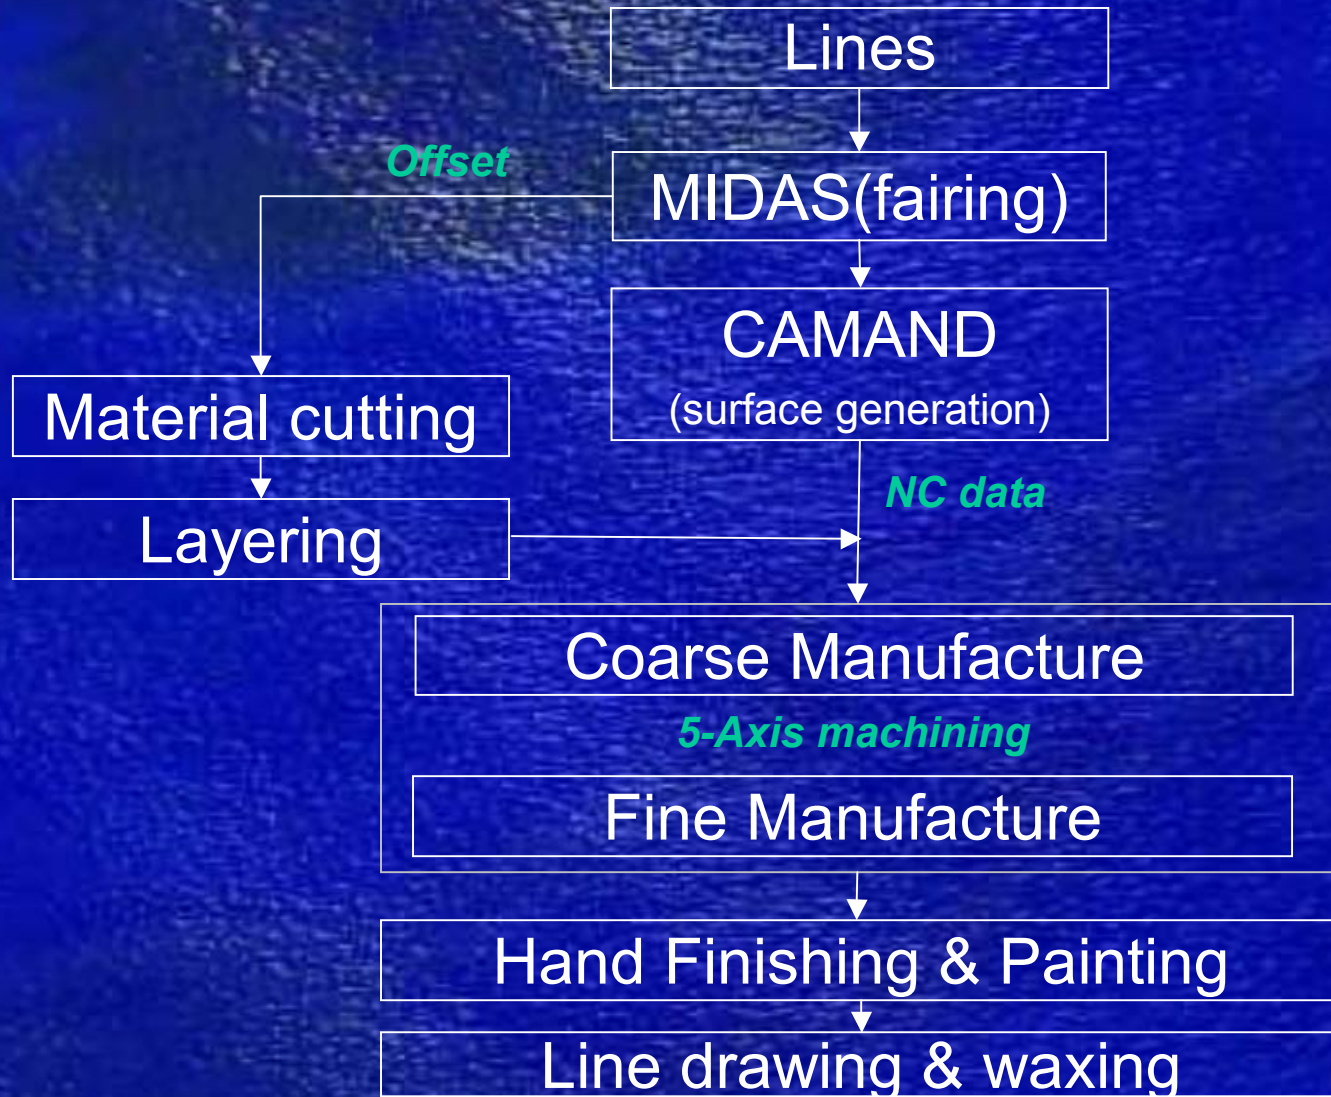 Lines
Offset
MIDAS(fairing)
CAMAND
(surface generation)
Material cutting
NC data
Layering
Coarse Manufacture
5-Axis machining
Fine Manufacture
Hand Finishing & Painting
Line drawing & waxing